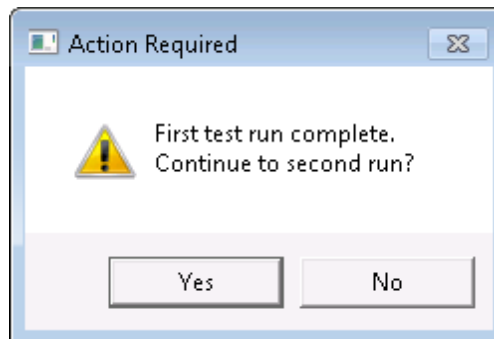 Action Required
First test run complete.
Continue to second run?
Yes
No